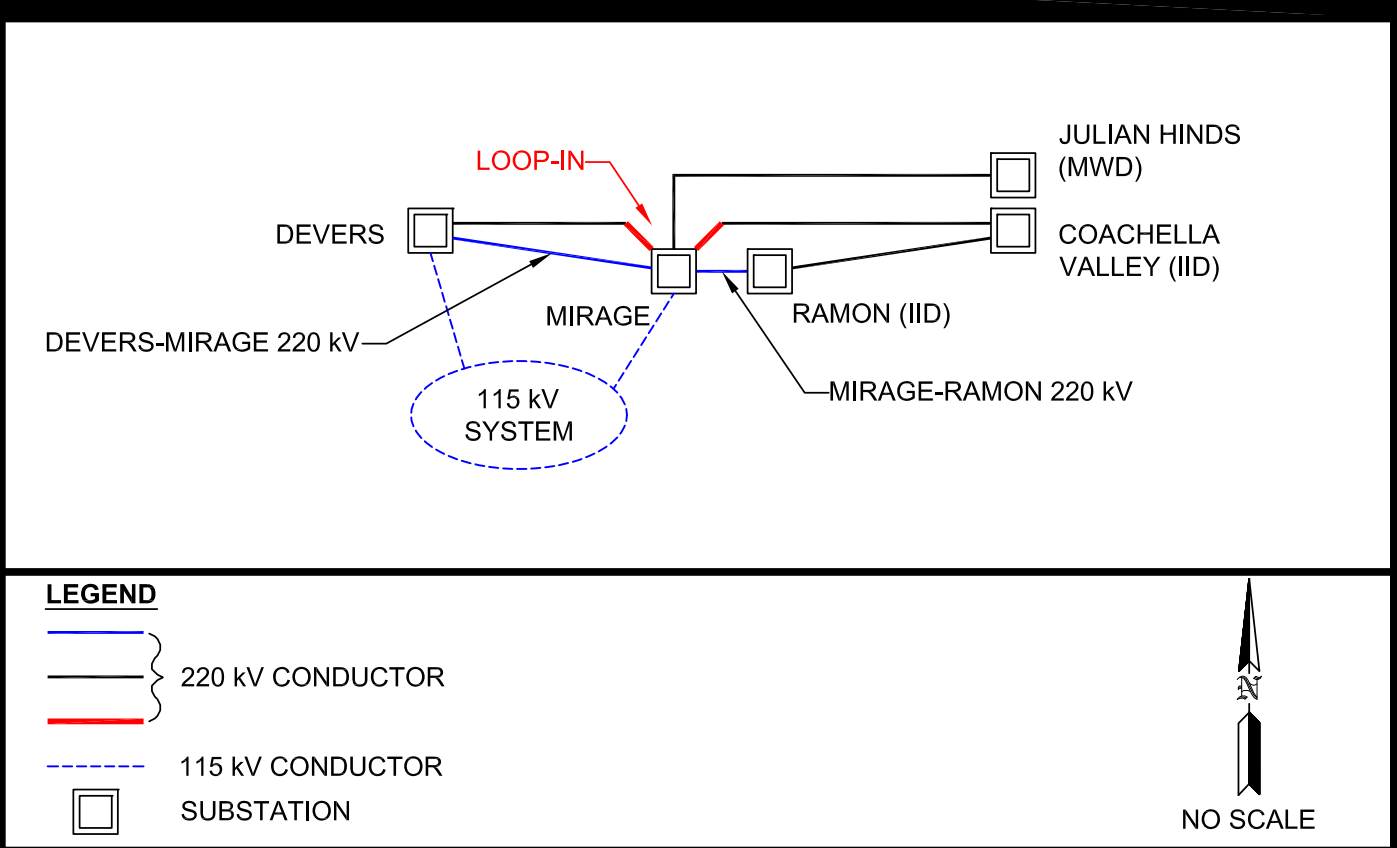 JULIAN HINDS
(MWD)
LOOP-IN
DEVERS
COACHELLA
VALLEY (IID)
MIRAGE
RAMON (IID)
DEVERS-MIRAGE 220 kV
MIRAGE-RAMON 220 kV
115 kV
SYSTEM
LEGEND
220 kV CONDUCTOR
115 kV CONDUCTOR
SUBSTATION
N
NO SCALE